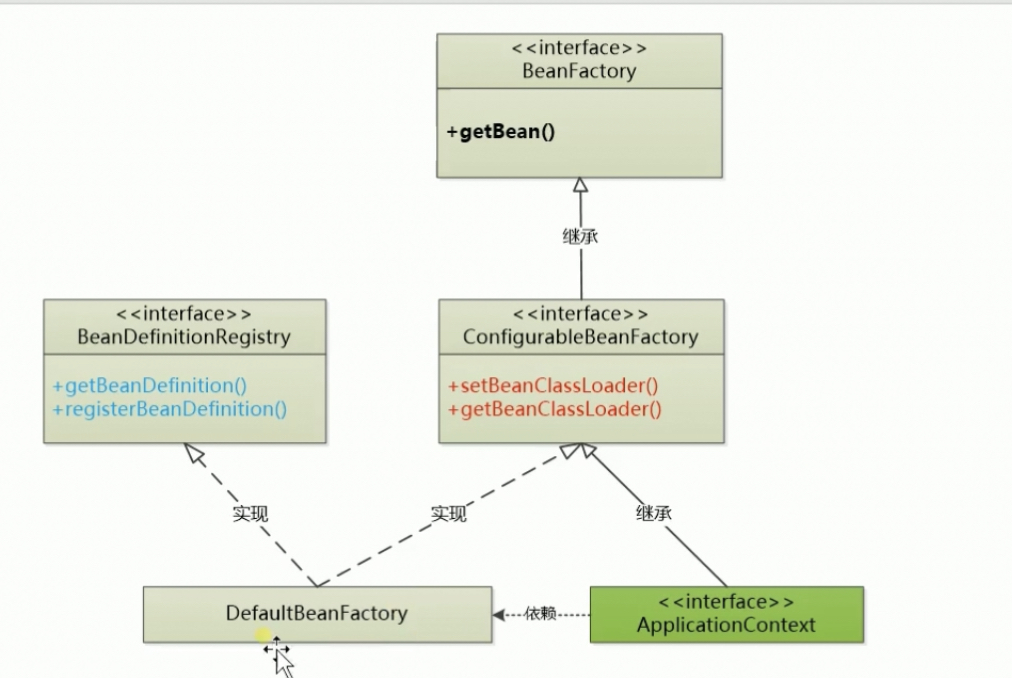 <<interface>>
BeanFactory
+getBean()
继承
<<interface>>
BeanDefinitionRegistry
+getBeanDefinition()
+registerBeanDefinition()
<<interface>>
ConfigurableBeanFactory
+setBeanClassLoader()
+getBeanClassLoader()
实现
实现
继承
DefaultBeanFactory
依赖
<<interface>>
ApplicationContext